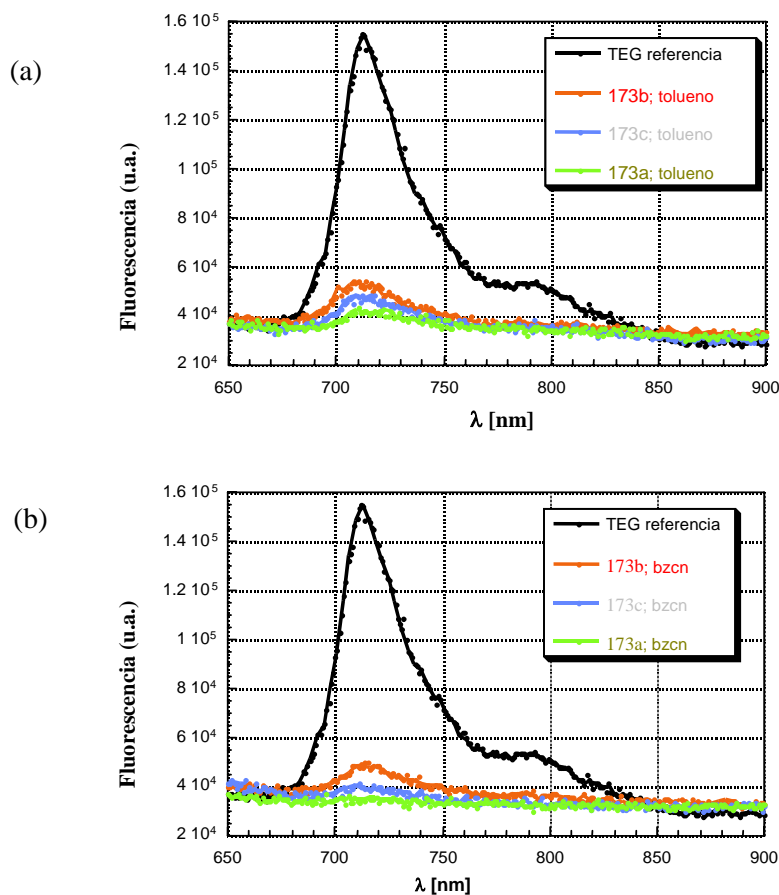 (a)
Fluorescencia (u.a.)
1.6 10⁵
1.4 10⁵
1.2 10⁵
1 10⁵
8 10⁴
6 10⁴
4 10⁴
2 10⁴
650 700 750 800 850 900
λ [nm]
TEG referencia
173b; tolueno
173c; tolueno
173a; tolueno
(b)
Fluorescencia (u.a.)
1.6 10⁵
1.4 10⁵
1.2 10⁵
1 10⁵
8 10⁴
6 10⁴
4 10⁴
2 10⁴
650 700 750 800 850 900
λ [nm]
TEG referencia
173b; bzcn
173c; bzcn
173a; bzcn